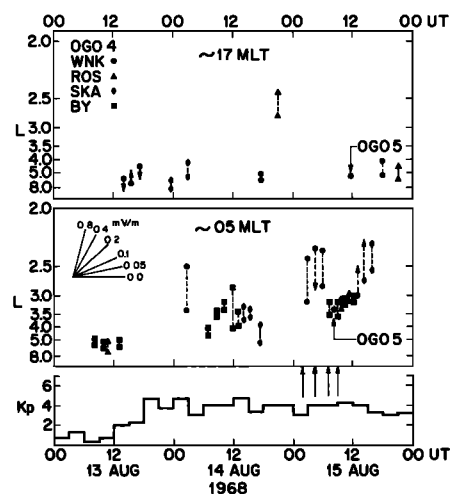 00 12 00 12 00 12 00 UT
2.0
OGO 4
WNK
ROS
SKA
BY
~17 MLT
2.5
L
3.0
OGO 5
4.0
5.0
8.0
2.0
~05 MLT
0.8 0.4 mV/m
0.2
0.1
0.05
0.0
2.5
L
3.0
4.0
5.0
8.0
OGO 5
6
Kp 4
2
0
00 12 00 12 00 12 00 UT
13 AUG 14 AUG 15 AUG
1968